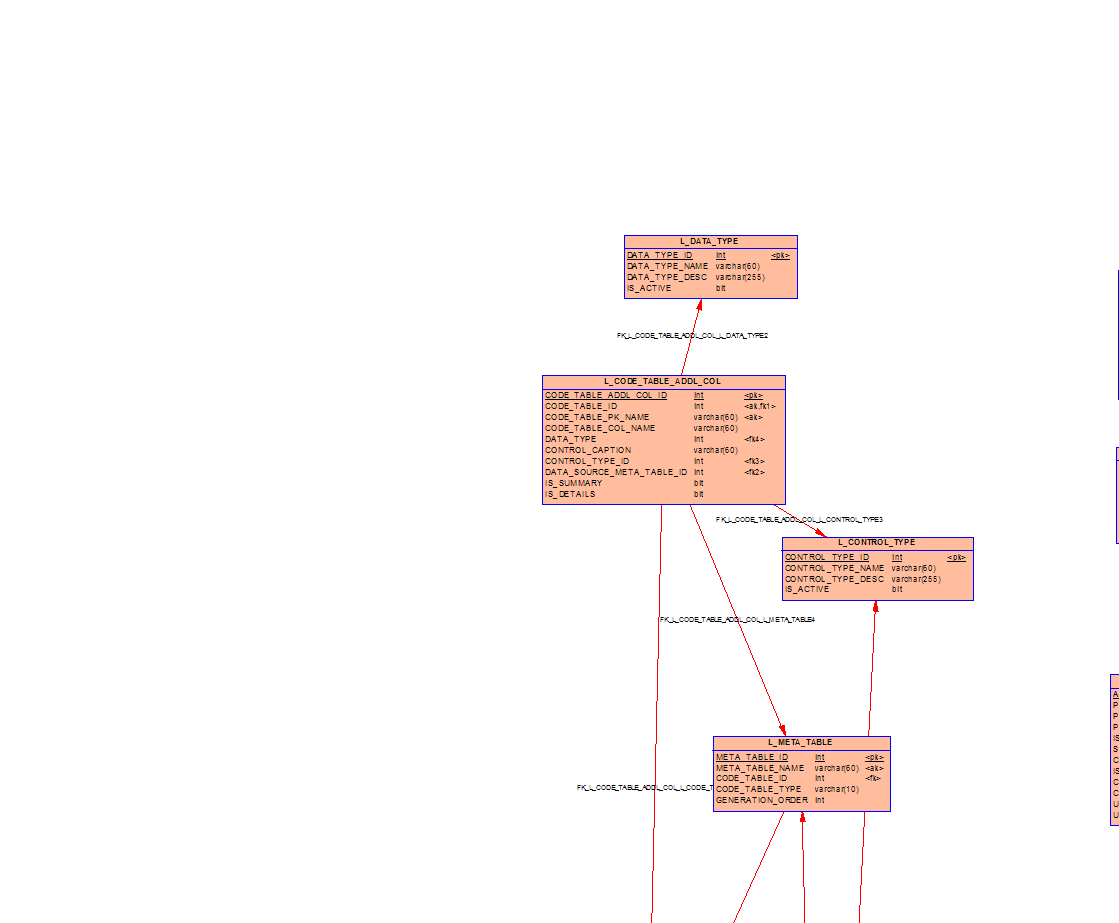 L_DATA_TYPE
DATA_TYPE_ID int <pk>
DATA_TYPE_NAME varchar(60)
DATA_TYPE_DESC varchar(255)
IS_ACTIVE bit
FK_L_CODE_TABLE_ADDL_COL_L_DATA_TYPE2
L_CODE_TABLE_ADDL_COL
CODE_TABLE_ADDL_COL_ID int <pk>
CODE_TABLE_ID int <ak,fk1>
CODE_TABLE_PK_NAME varchar(60) <ak>
CODE_TABLE_COL_NAME varchar(60)
DATA_TYPE int <fk4>
CONTROL_CAPTION varchar(60)
CONTROL_TYPE_ID int <fk3>
DATA_SOURCE_META_TABLE_ID int <fk2>
IS_SUMMARY bit
IS_DETAILS bit
FK_L_CODE_TABLE_ADDL_COL_L_CONTROL_TYPE3
L_CONTROL_TYPE
CONTROL_TYPE_ID int <pk>
CONTROL_TYPE_NAME varchar(60)
CONTROL_TYPE_DESC varchar(255)
IS_ACTIVE bit
FK_L_CODE_TABLE_ADDL_COL_L_META_TABLE4
L_META_TABLE
META_TABLE_ID int <pk>
META_TABLE_NAME varchar(60) <ak>
CODE_TABLE_ID int <fk>
CODE_TABLE_TYPE varchar(10)
GENERATION_ORDER int
FK_L_CODE_TABLE_ADDL_COL_L_CODE_T
A
P
P
P
IS
S
C
IS
C
C
U
U